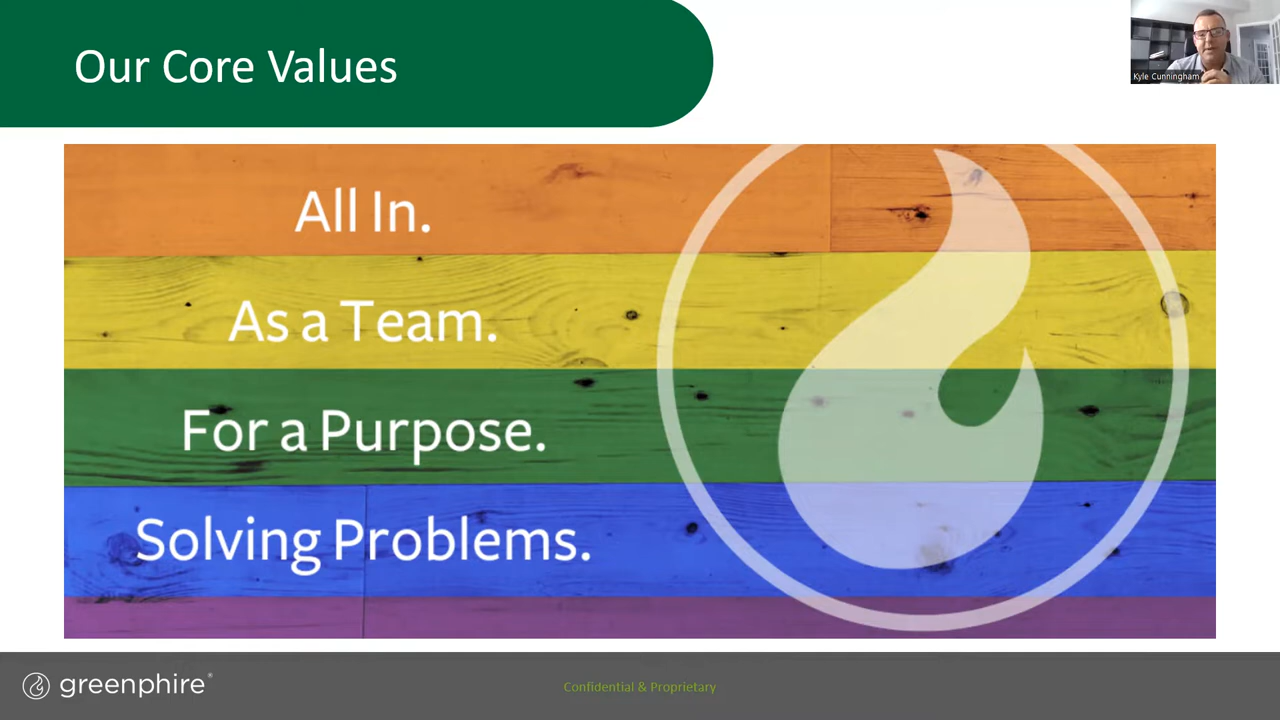 Our Core Values
Kyle Cunningham
All In.
As a Team.
For a Purpose.
Solving Problems.
greenphire®
Confidential & Proprietary